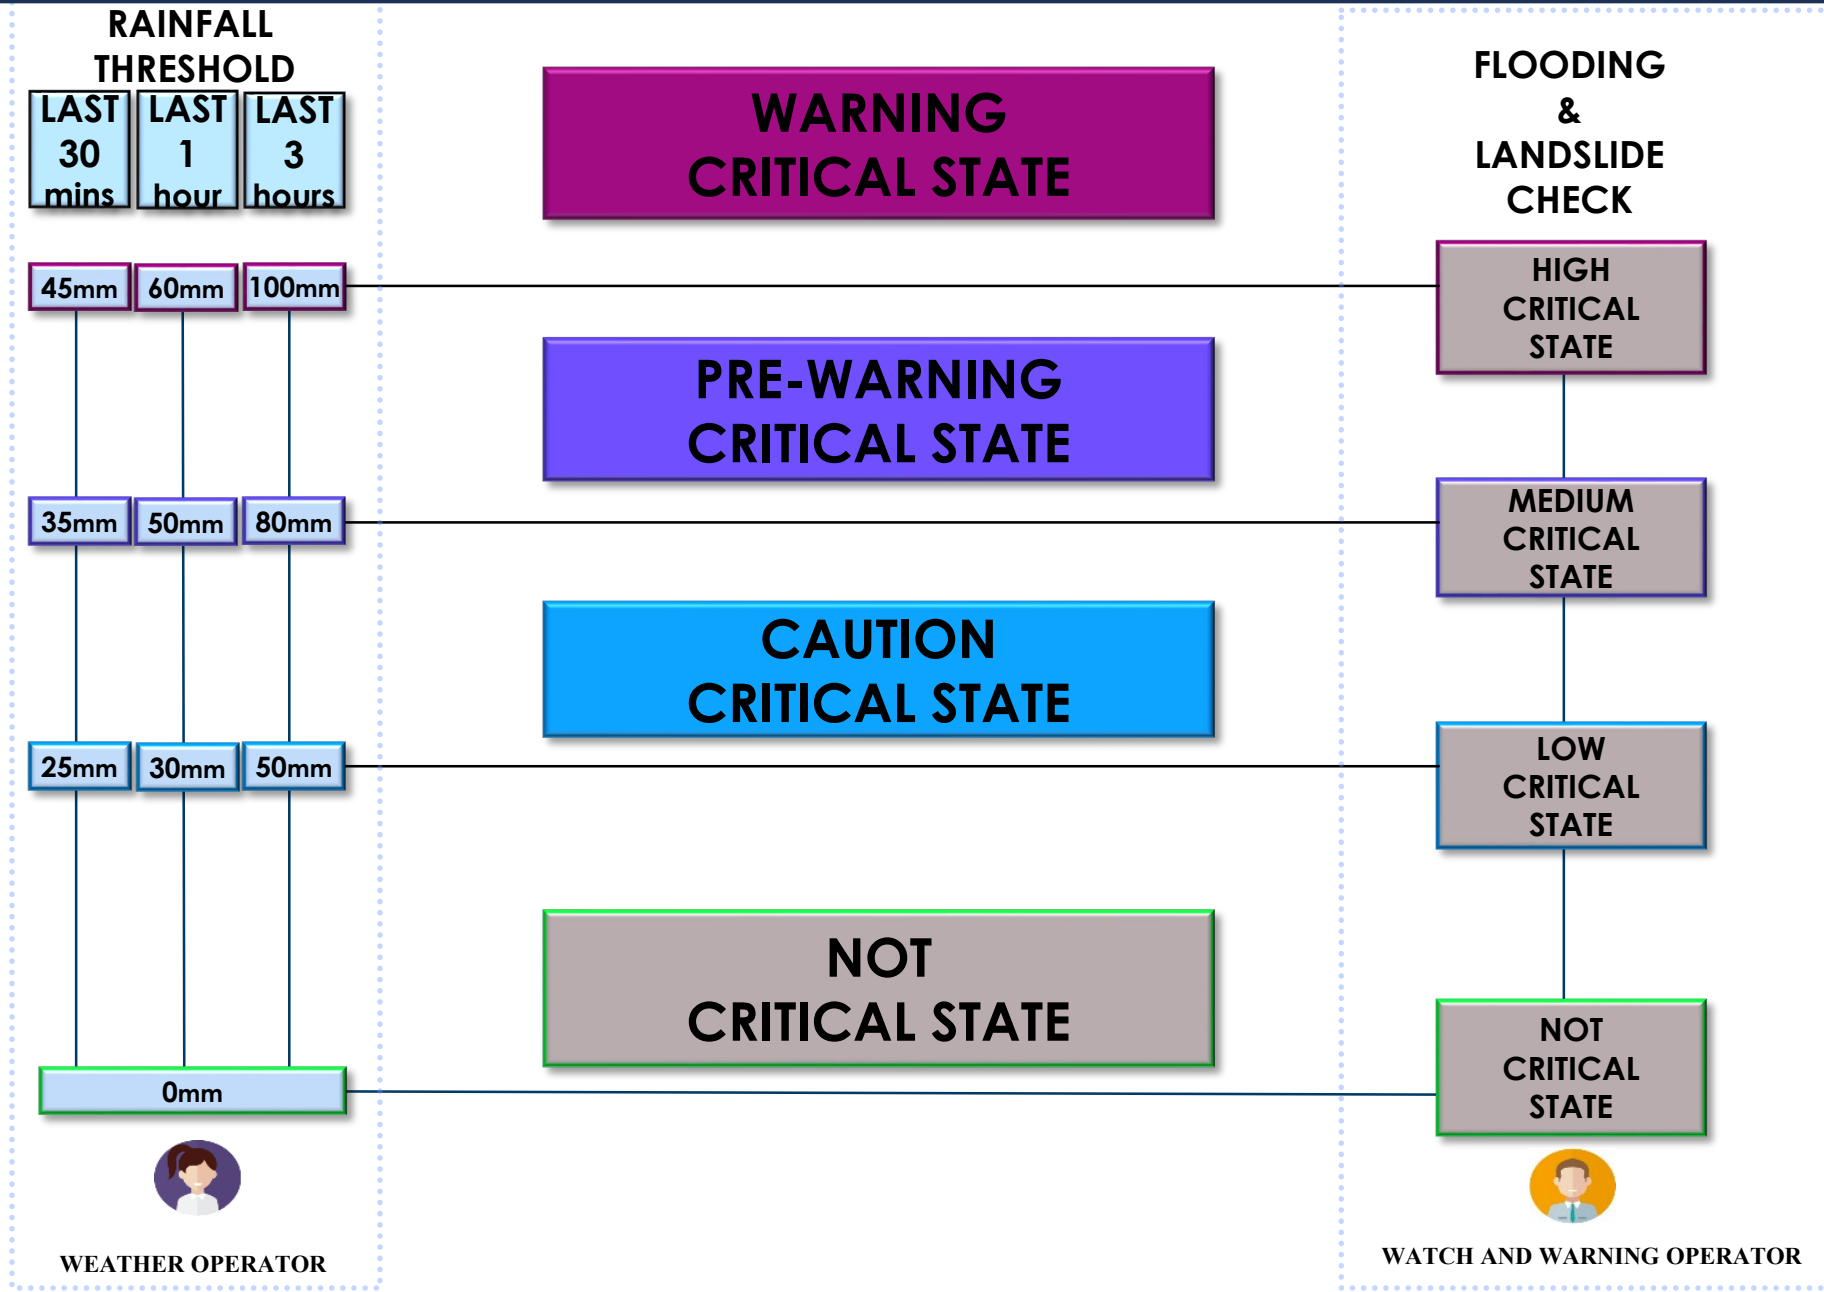 RAINFALL
THRESHOLD
LAST
30
mins
LAST
1
hour
LAST
3
hours
45mm
60mm
100mm
35mm
50mm
80mm
25mm
30mm
50mm
0mm
WEATHER OPERATOR
WARNING
CRITICAL STATE
PRE-WARNING
CRITICAL STATE
CAUTION
CRITICAL STATE
NOT
CRITICAL STATE
FLOODING
&
LANDSLIDE
CHECK
HIGH
CRITICAL
STATE
MEDIUM
CRITICAL
STATE
LOW
CRITICAL
STATE
NOT
CRITICAL
STATE
WATCH AND WARNING OPERATOR